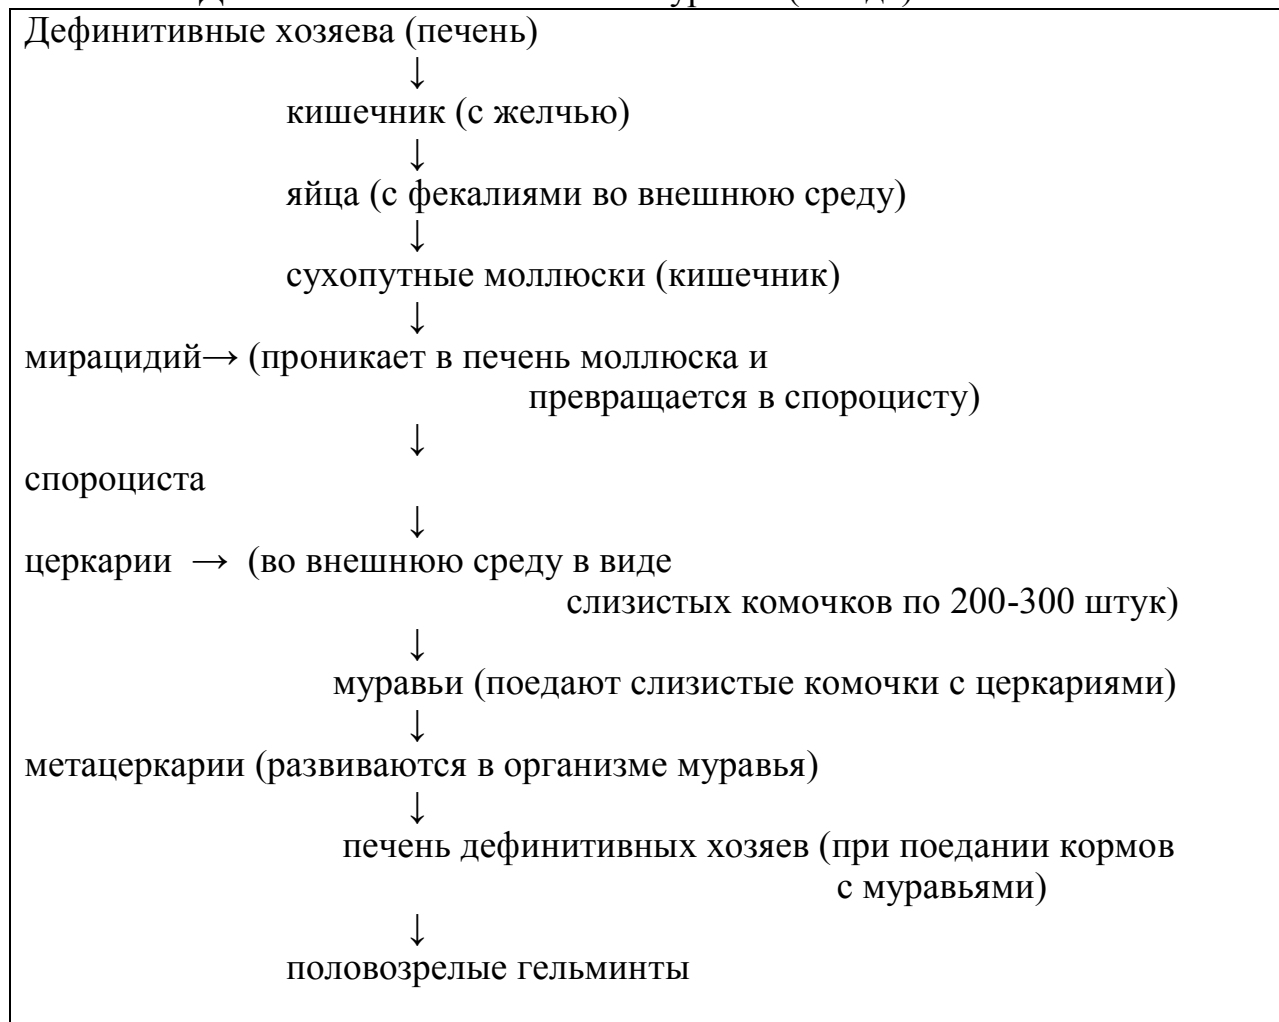 Дефинитивные хозяева (печень)
↓
кишечник (с желчью)
↓
яйца (с фекалиями во внешнюю среду)
↓
сухопутные моллюски (кишечник)
↓
мирацидий→ (проникает в печень моллюска и
превращается в спороцисту)
↓
спороциста
↓
церкарии → (во внешнюю среду в виде
слизистых комочков по 200-300 штук)
↓
муравьи (поедают слизистые комочки с церкариями)
↓
метацеркарии (развиваются в организме муравья)
↓
печень дефинитивных хозяев (при поедании кормов
с муравьями)
↓
половозрелые гельминты